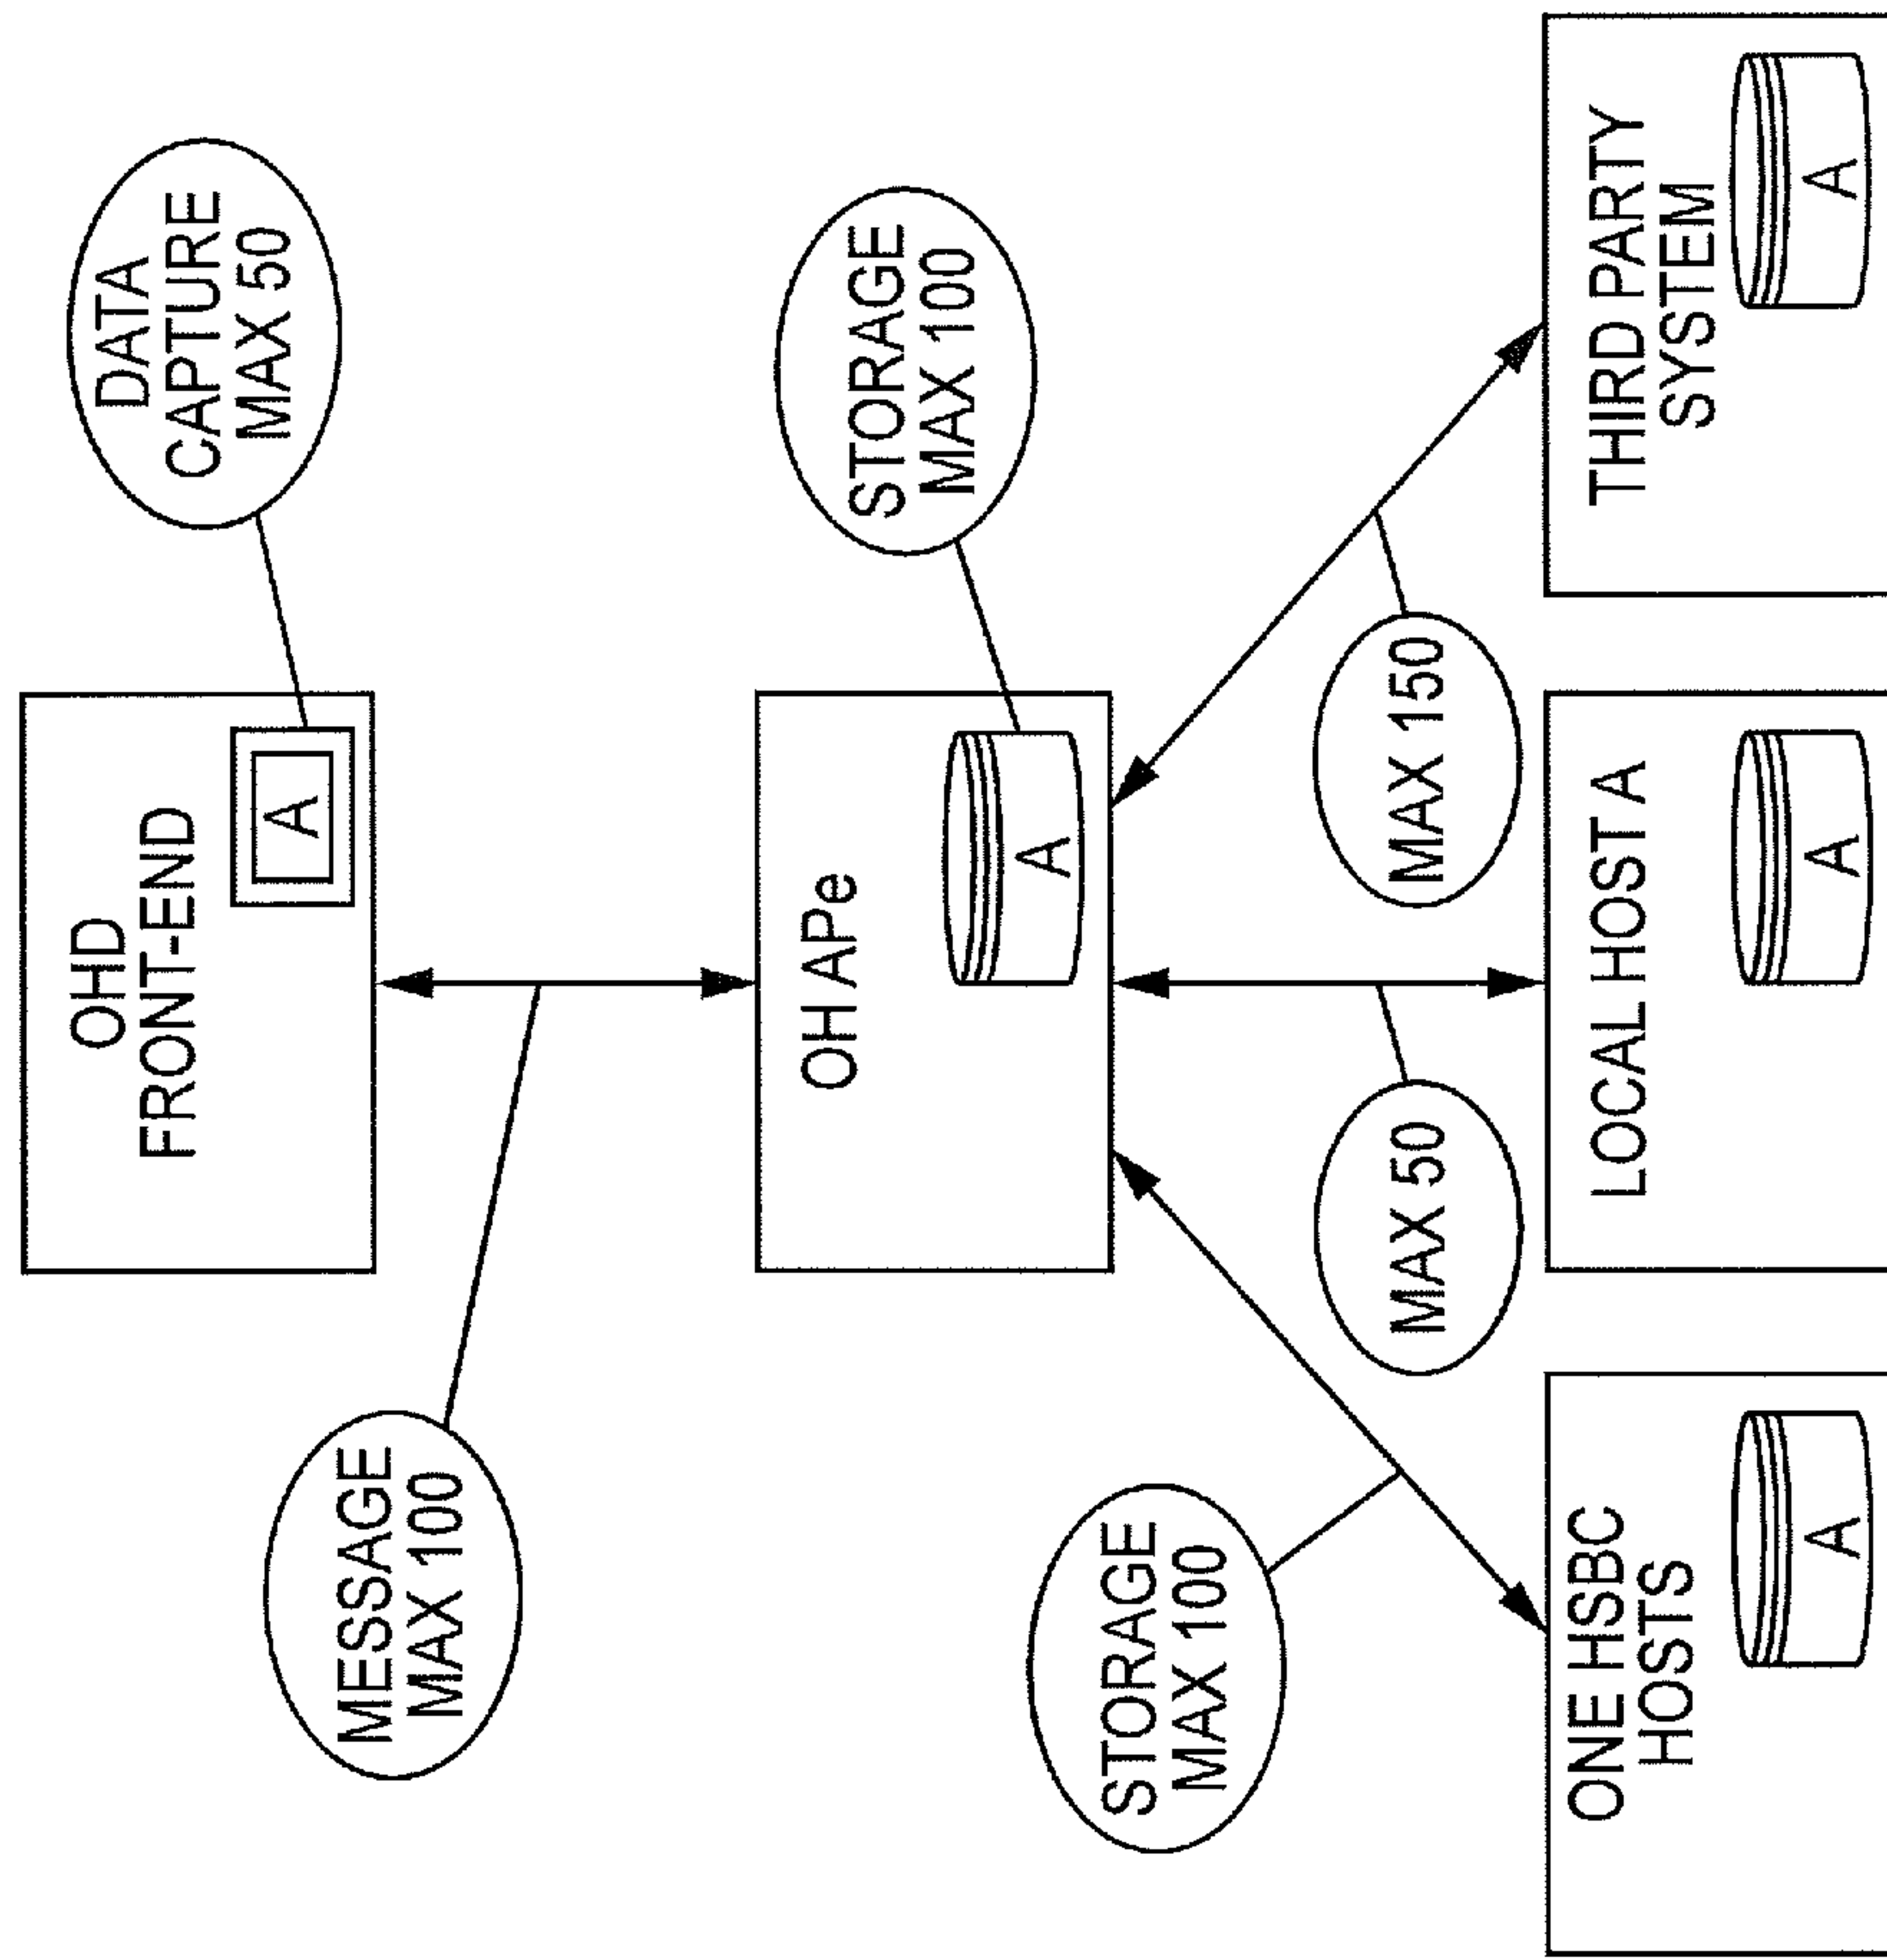 OHD
FRONT-END
A
DATA
CAPTURE
MAX 50
MESSAGE
MAX 100
OH APe
A
STORAGE
MAX 100
STORAGE
MAX 100
MAX 50
MAX 150
ONE HSBC
HOSTS
A
LOCAL HOST A
A
THIRD PARTY
SYSTEM
A